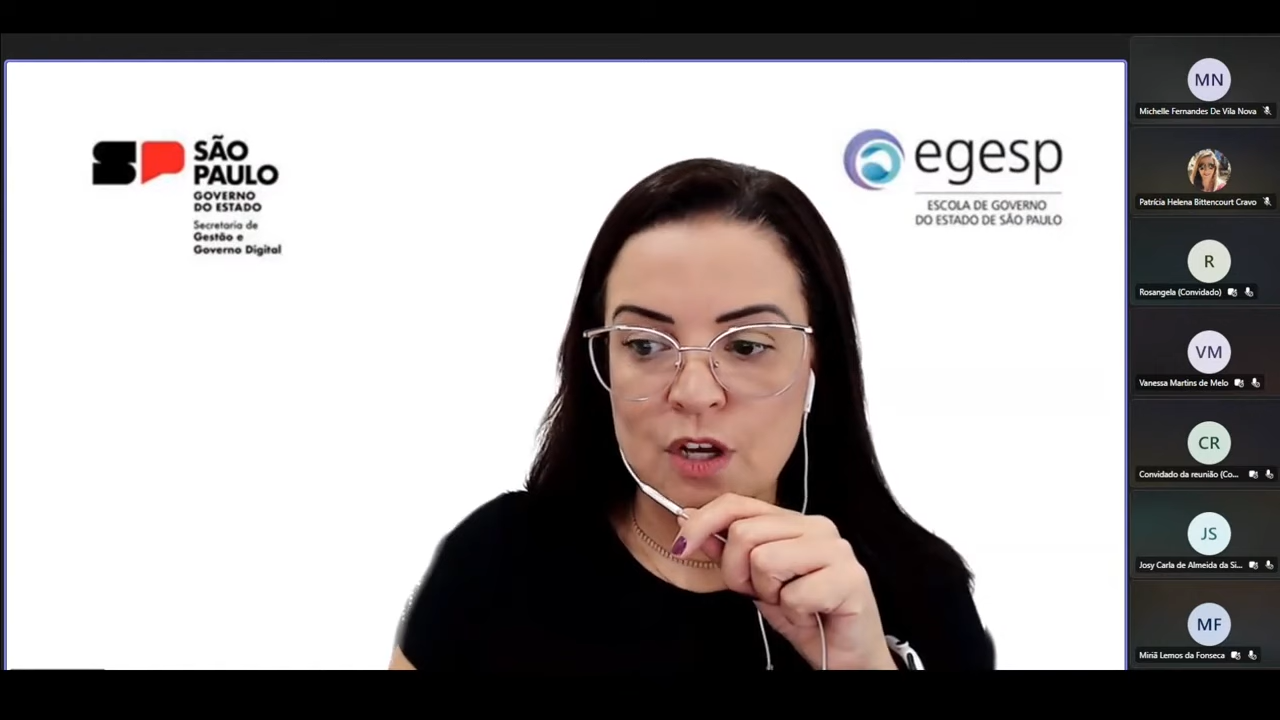 SÃO
PAULO
GOVERNO
DO ESTADO
Secretaria de
Gestão e
Governo Digital
egesp
ESCOLA DE GOVERNO
DO ESTADO DE SÃO PAULO
MN
Michelle Fernandes De Vila Nova
Patrícia Helena Bittencourt Cravo
R
Rosangela (Convidado)
VM
Vanessa Martins de Melo
CR
Convidado da reunião (Co...
JS
Josy Carla de Almeida da Si...
MF
Miriã Lemos da Fonseca